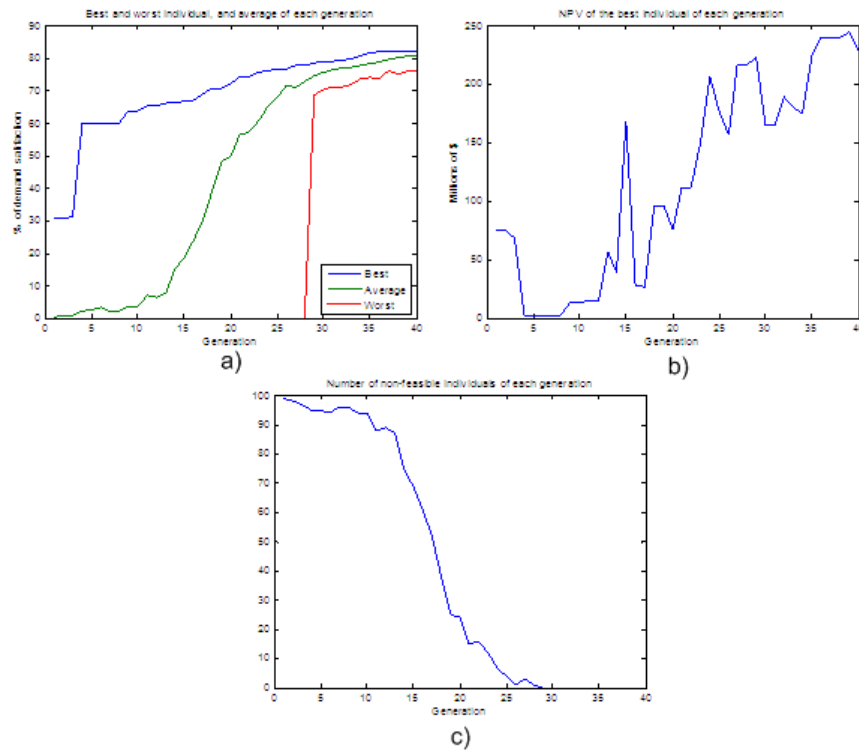 Best and worst individual, and average of each generation
% of demand satisfaction
90
80
70
60
50
40
30
20
10
0
0 5 10 15 20 25 30 35 40
Generation
Best
Average
Worst
a)
NPV of the best individual of each generation
Millions of $
250
200
150
100
50
0
0 5 10 15 20 25 30 35 40
Generation
b)
Number of non-feasible individuals of each generation
100
90
80
70
60
50
40
30
20
10
0
0 5 10 15 20 25 30 35 40
Generation
c)